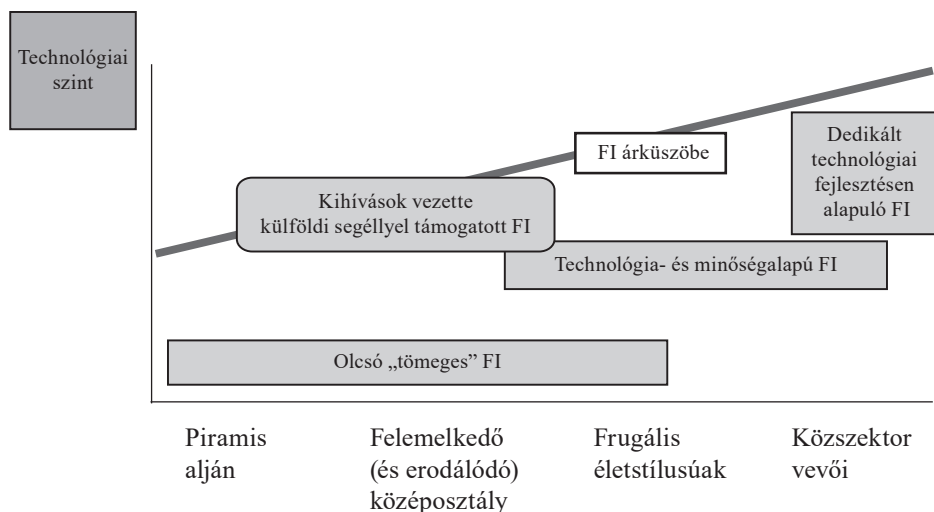 Technológiai
szint
FI árküszöbe
Dedikált
technológiai
fejlesztésen
alapuló FI
Kihívások vezette
külföldi segéllyel támogatott FI
Technológia- és minőségalapú FI
Olcsó „tömeges” FI
Piramis
alján
Felemelkedő
(és erodálódó)
középosztály
Frugális
életstílusúak
Közszektor
vevői